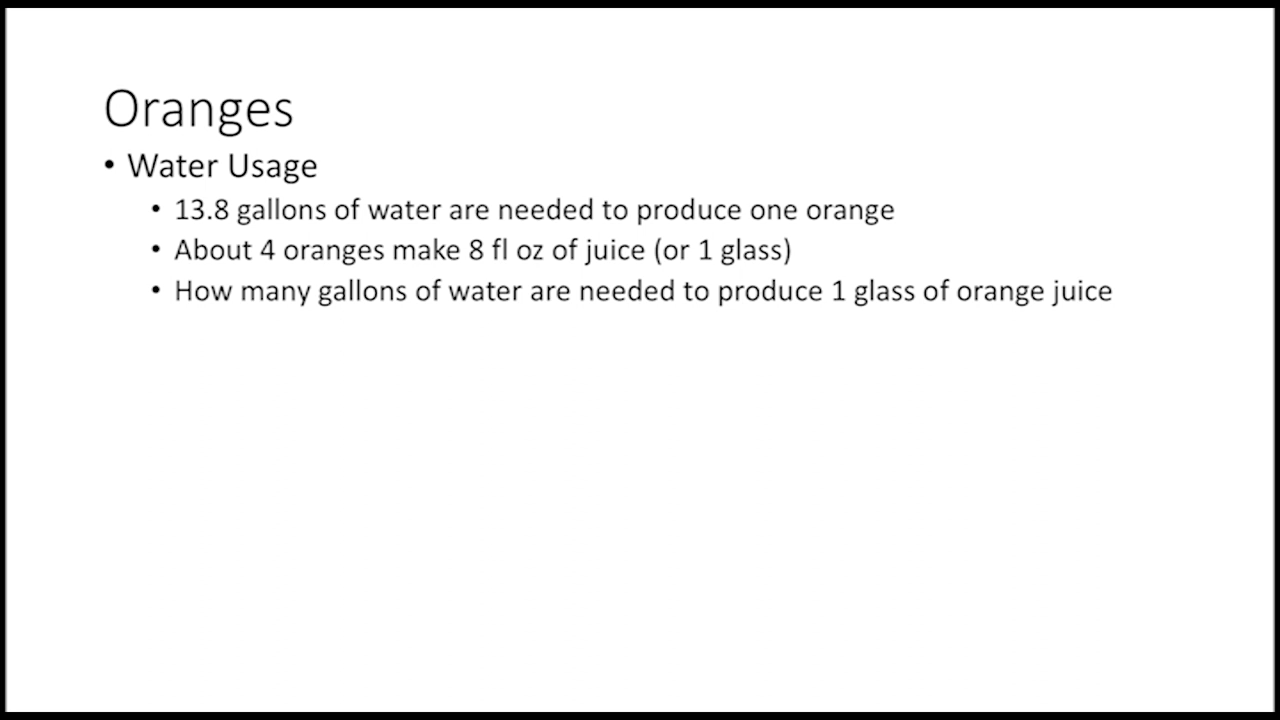 Oranges
• Water Usage
• 13.8 gallons of water are needed to produce one orange
• About 4 oranges make 8 fl oz of juice (or 1 glass)
• How many gallons of water are needed to produce 1 glass of orange juice